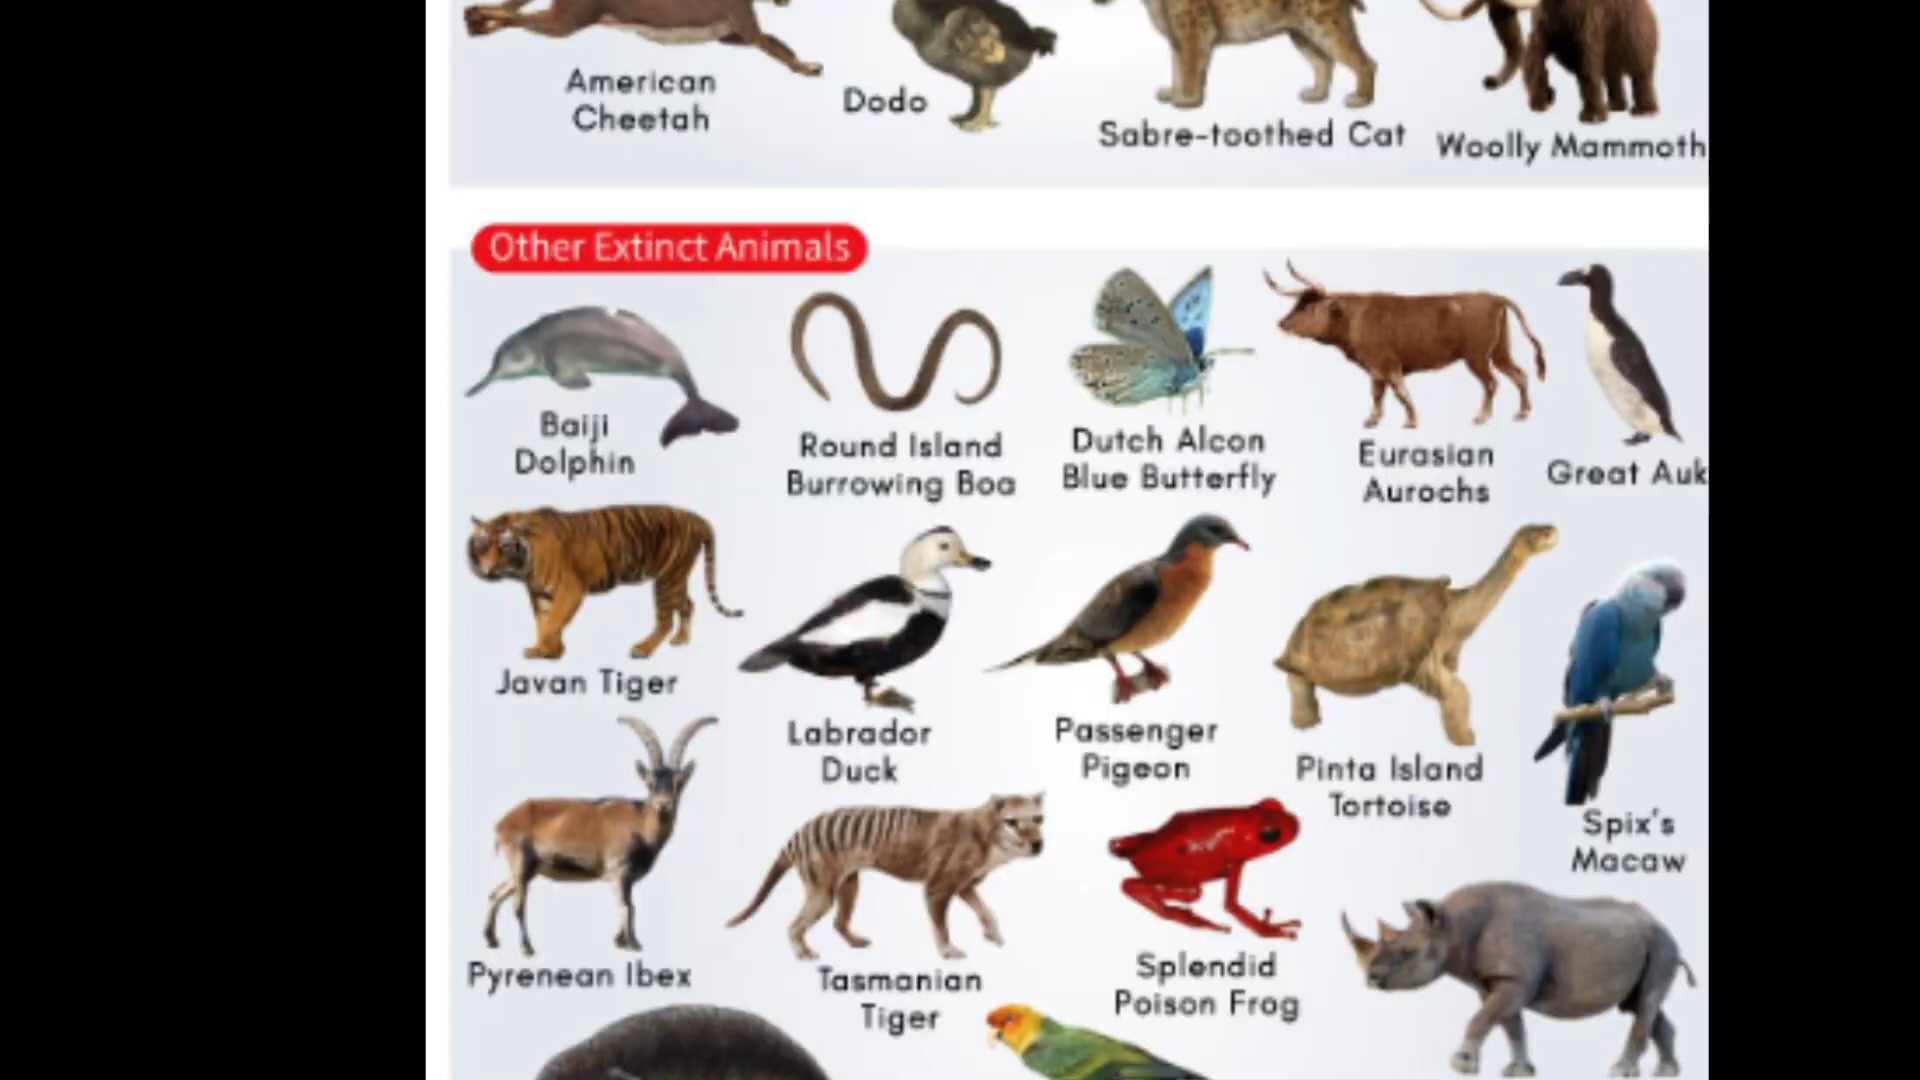 American
Cheetah
Dodo
Sabre-toothed Cat
Woolly Mammoth
Other Extinct Animals
Baiji
Dolphin
Round Island
Burrowing Boa
Dutch Alcon
Blue Butterfly
Eurasian
Aurochs
Great Auk
Javan Tiger
Labrador
Duck
Passenger
Pigeon
Pinta Island
Tortoise
Spix's
Macaw
Pyrenean Ibex
Tasmanian
Tiger
Splendid
Poison Frog